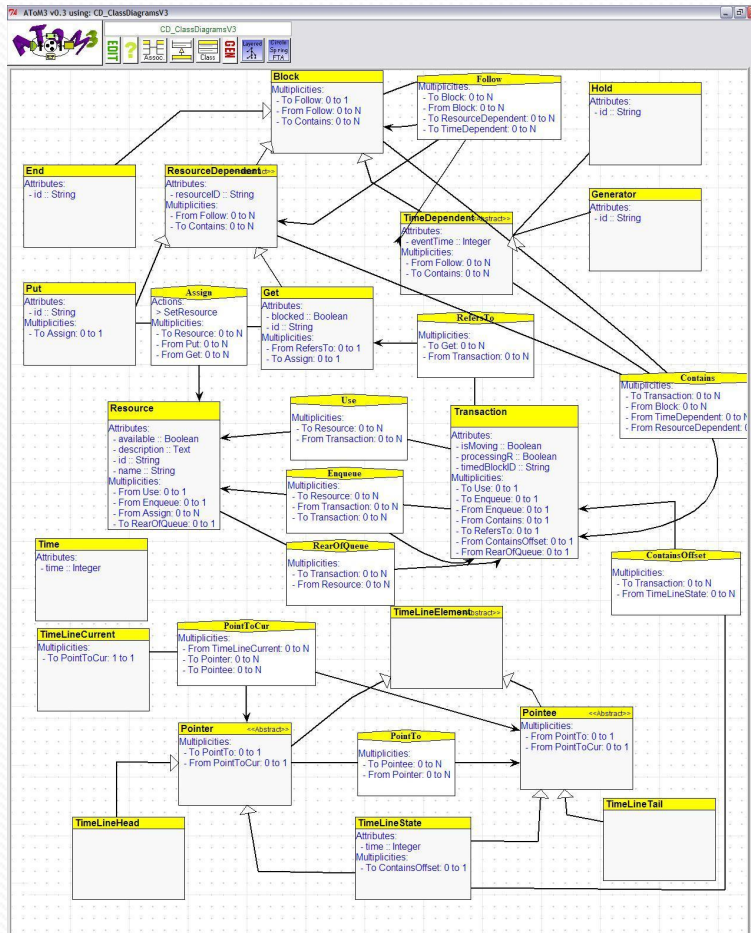 AToM3 v0.3 using: CD_ClassDiagramsV3
CD_ClassDiagramsV3
AToM3
EDIT
?
Assoc.
Class
GEN
Layered
Circle
Spring
FTA
Block
Multiplicities:
- To Follow: 0 to 1
- From Follow: 0 to N
- To Contains: 0 to N
Follow
Multiplicities:
- To Block: 0 to N
- From Block: 0 to N
- To ResourceDependent: 0 to N
- To TimeDependent: 0 to N
Hold
Attributes:
- id :: String
End
Attributes:
- id :: String
ResourceDependent <<Abstract>>
Attributes:
- resourceID :: String
Multiplicities:
- From Follow: 0 to N
- To Contains: 0 to N
TimeDependent <<Abstract>>
Attributes:
- eventTime :: Integer
Multiplicities:
- From Follow: 0 to N
- To Contains: 0 to N
Generator
Attributes:
- id :: String
Put
Attributes:
- id :: String
Multiplicities:
- To Assign: 0 to 1
Assign
Actions:
> SetResource
Multiplicities:
- To Resource: 0 to N
- From Put: 0 to N
- From Get: 0 to N
Get
Attributes:
- blocked :: Boolean
- id :: String
Multiplicities:
- From RefersTo: 0 to 1
- To Assign: 0 to 1
RefersTo
Multiplicities:
- To Get: 0 to N
- From Transaction: 0 to N
Contains
Multiplicities:
- To Transaction: 0 to N
- From Block: 0 to N
- From TimeDependent: 0 to N
- From ResourceDependent: 0
Resource
Attributes:
- available :: Boolean
- description :: Text
- id :: String
- name :: String
Multiplicities:
- From Use: 0 to 1
- From Enqueue: 0 to 1
- From Assign: 0 to N
- To RearOfQueue: 0 to 1
Use
Multiplicities:
- To Resource: 0 to N
- From Transaction: 0 to N
Transaction
Attributes:
- isMoving :: Boolean
- processingR :: Boolean
- timedBlockID :: String
Multiplicities:
- To Use: 0 to 1
- To Enqueue: 0 to 1
- From Enqueue: 0 to 1
- From Contains: 0 to 1
- To RefersTo: 0 to 1
- From ContainsOffset: 0 to 1
- From RearOfQueue: 0 to 1
Enqueue
Multiplicities:
- To Resource: 0 to N
- From Transaction: 0 to N
- To Transaction: 0 to N
RearOfQueue
Multiplicities:
- To Transaction: 0 to N
- From Resource: 0 to N
Time
Attributes:
- time :: Integer
ContainsOffset
Multiplicities:
- To Transaction: 0 to N
- From TimeLineState: 0 to N
TimeLineElement <<Abstract>>
TimeLineCurrent
Multiplicities:
- To PointToCur: 1 to 1
PointToCur
Multiplicities:
- From TimeLineCurrent: 0 to N
- To Pointer: 0 to N
- To Pointee: 0 to N
Pointer <<Abstract>>
Multiplicities:
- To PointTo: 0 to 1
- From PointToCur: 0 to 1
PointTo
Multiplicities:
- To Pointee: 0 to N
- From Pointer: 0 to N
Pointee <<Abstract>>
Multiplicities:
- From PointTo: 0 to 1
- From PointToCur: 0 to 1
TimeLineHead
TimeLineState
Attributes:
- time :: Integer
Multiplicities:
- To ContainsOffset: 0 to 1
TimeLineTail